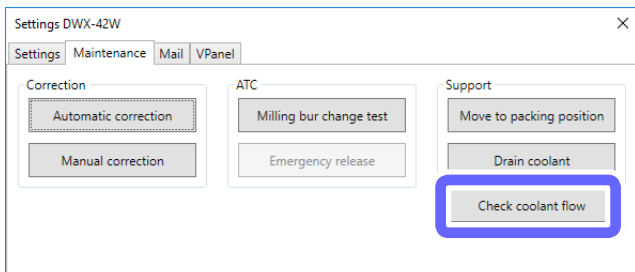 Settings DWX-42W
Settings Maintenance Mail VPanel
Correction ATC Support
Automatic correction Milling bur change test Move to packing position
Manual correction Emergency release Drain coolant
Check coolant flow